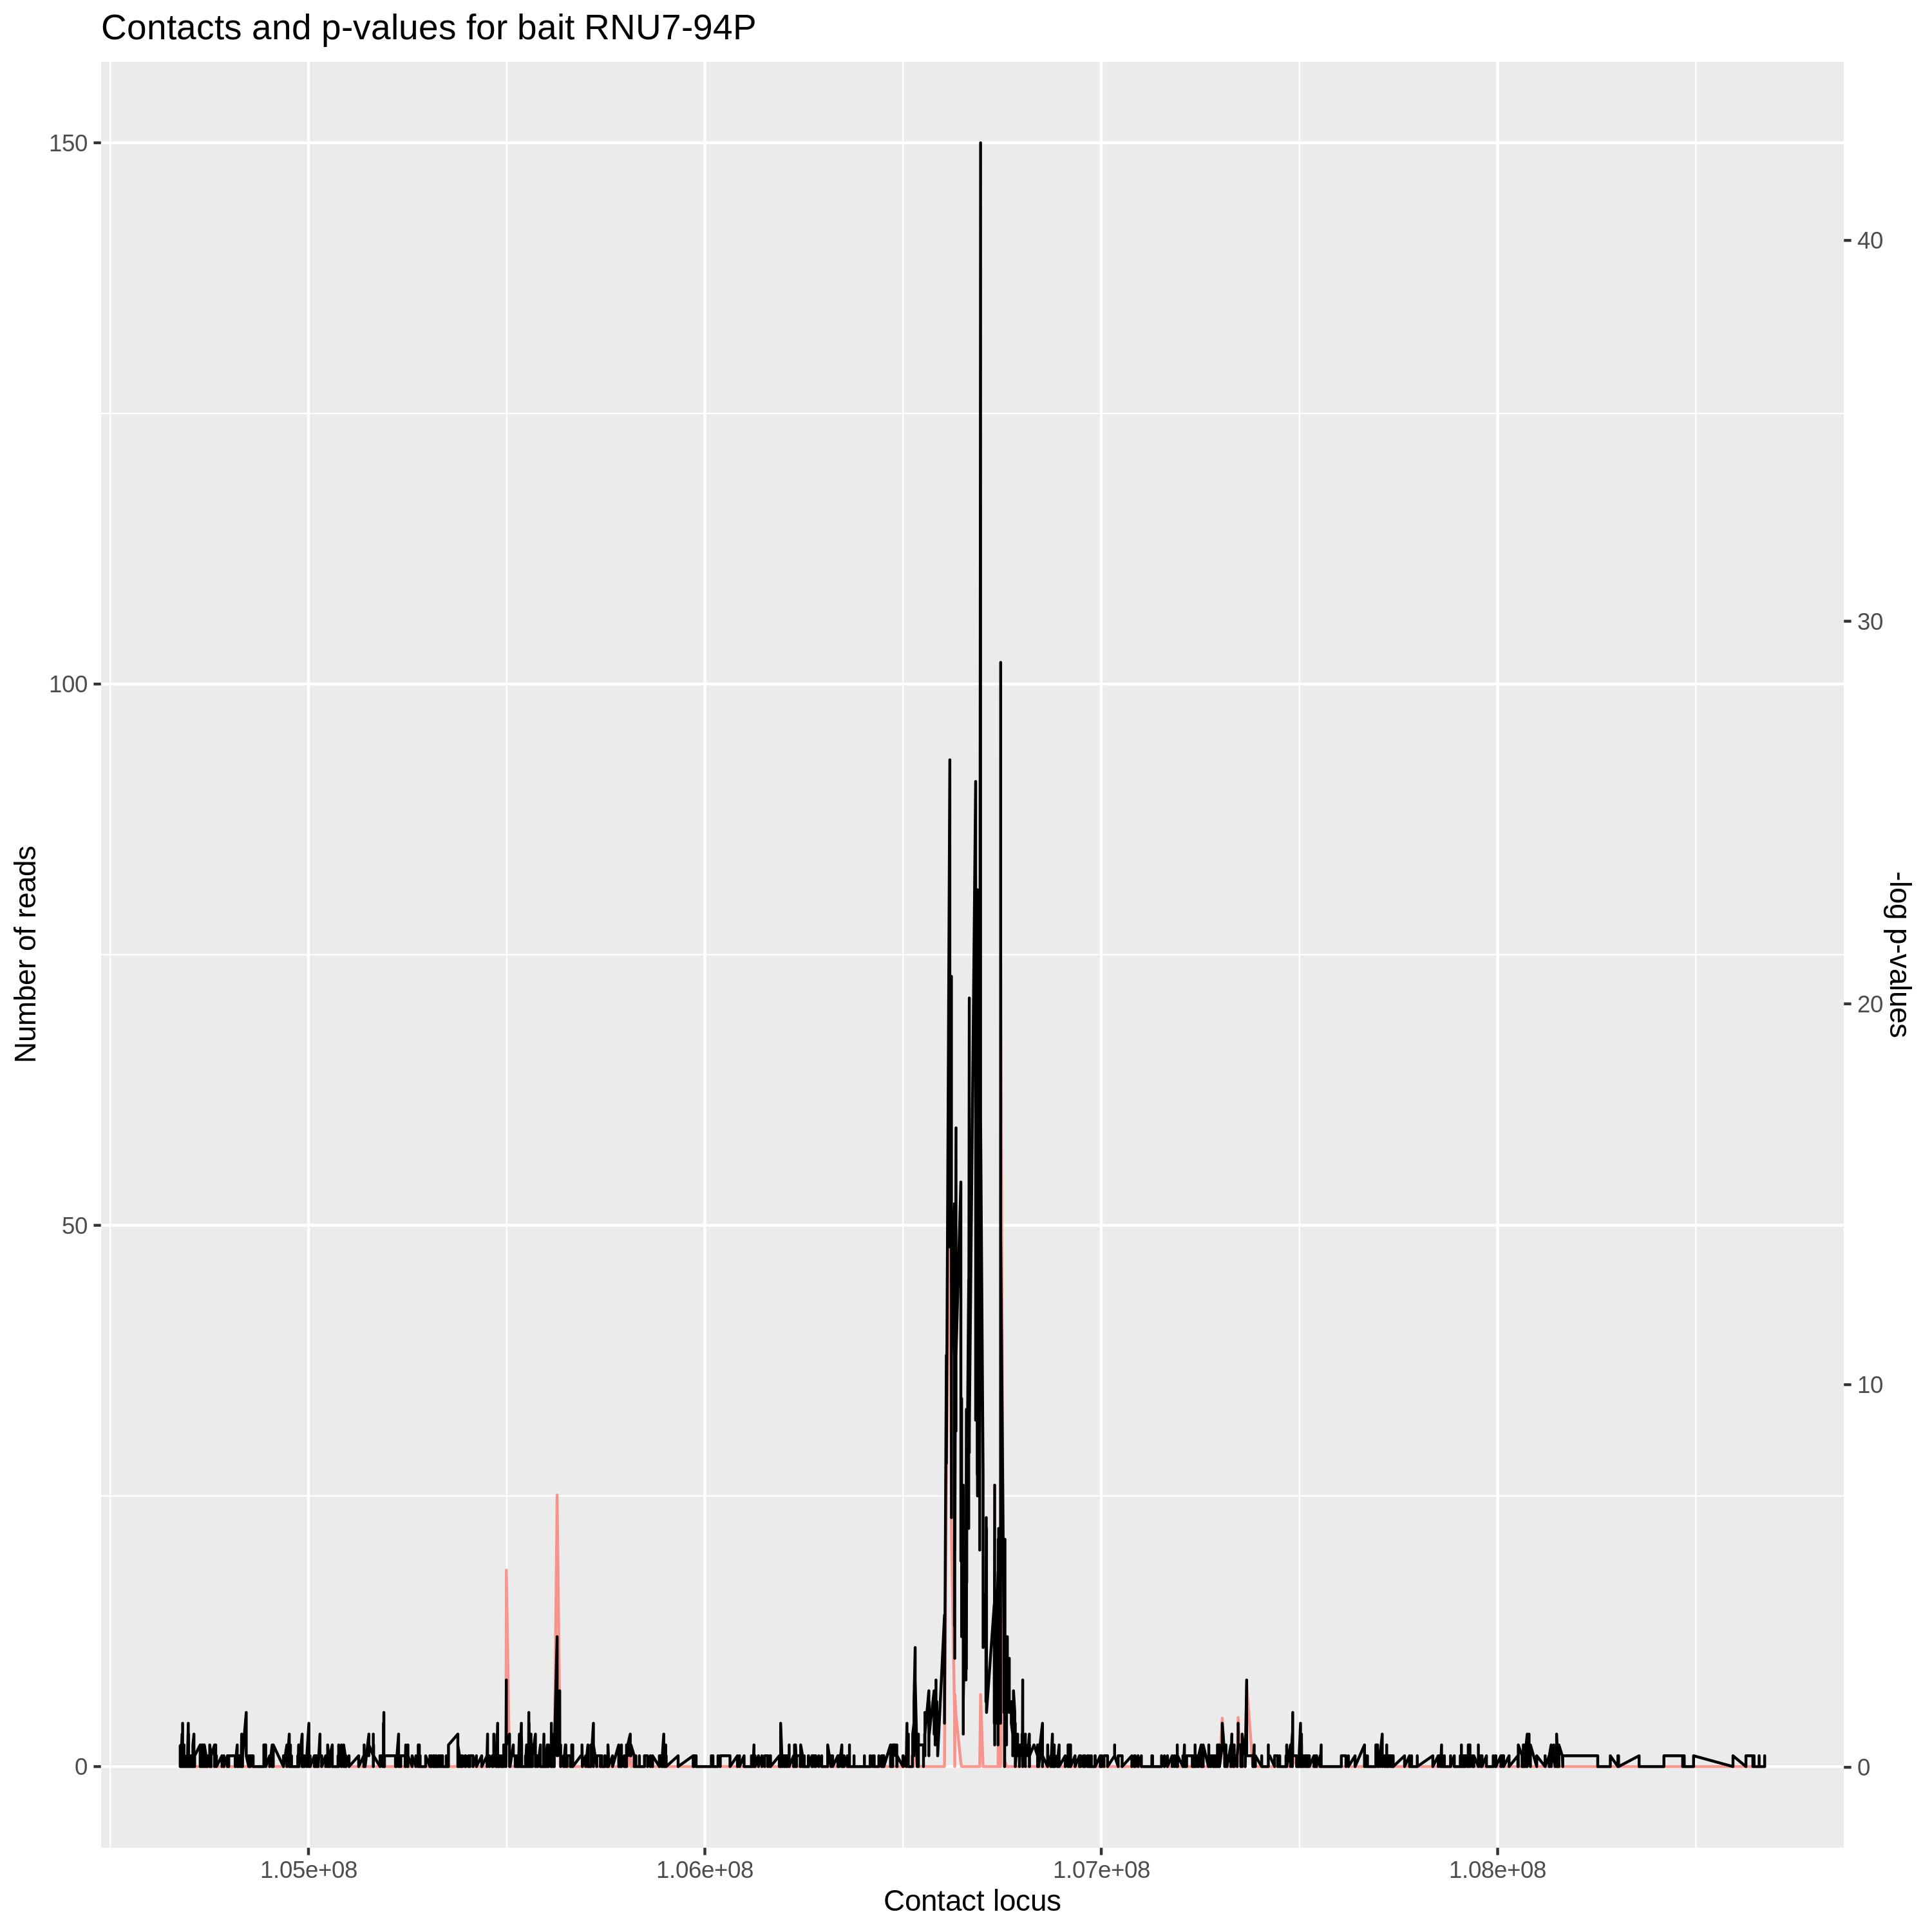 Contacts and p-values for bait RNU7-94P
150
100
50
0
Number of reads
40
30
20
10
0
-log p-values
1.05e+08
1.06e+08
1.07e+08
1.08e+08
Contact locus